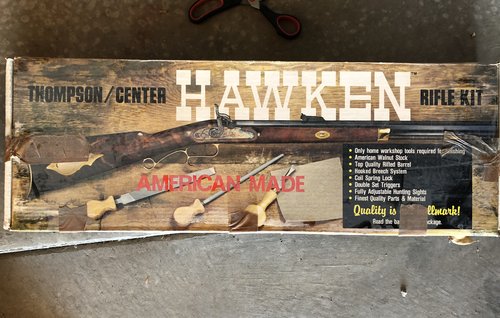 THOMPSON/CENTER HAWKEN RIFLE KIT
AMERICAN MADE
• Only home workshop tools required
• American Walnut Stock
• Top Quality Rifled Barrel
• Hooked Breech System
• Coil Spring Lock
• Double Set Triggers
• Fully Adjustable Hunting Sights
• Finest Quality Parts & Material
Quality is
Read the